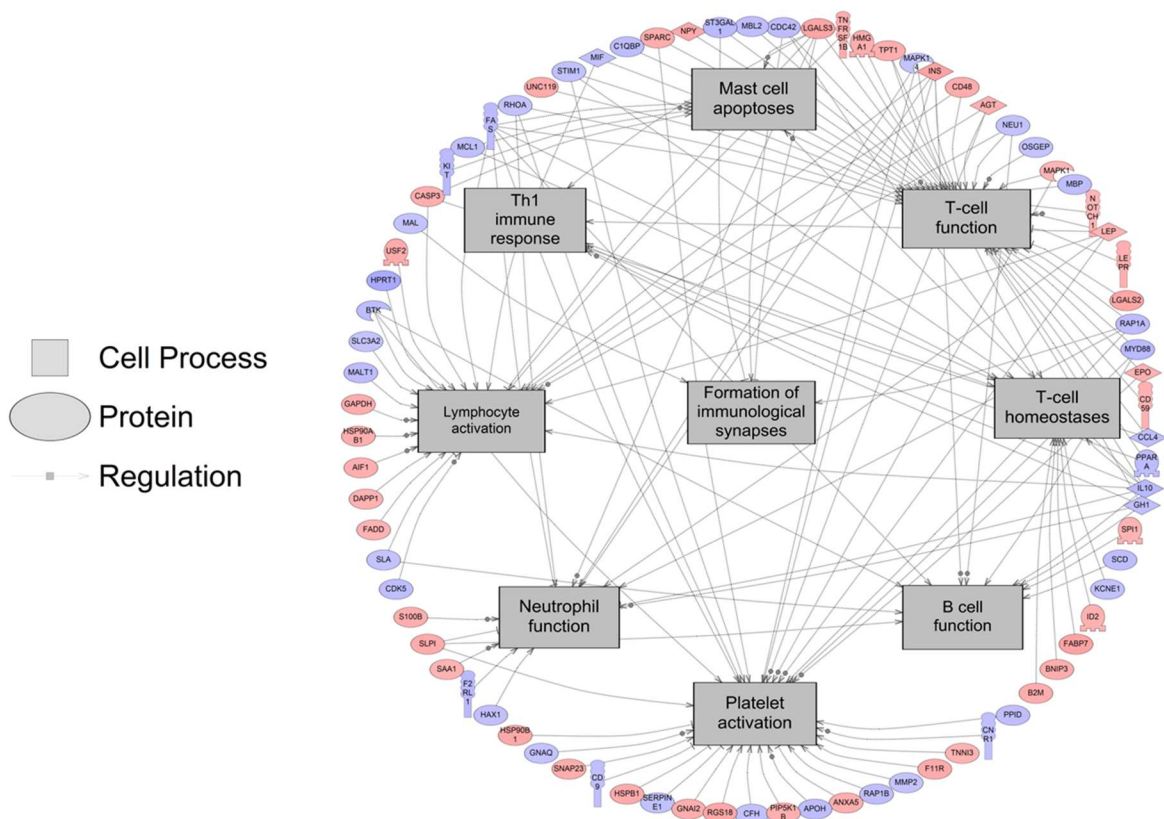 Cell Process
Protein
Regulation
Mast cell
apoptoses
Th1
immune
response
T-cell
function
Lymphocyte
activation
Formation of
immunological
synapses
T-cell
homeostases
Neutrophil
function
B cell
function
Platelet
activation
UNC119
STIM1
MIF
C1QBP
SPARC
NPY
ST3GAL
1
MBL2
CDC42
LGALS3
TN
FR
SF
1B
HMG
A1
TPT1
MAPK1
4
INS
CD48
AGT
NEU1
OSGEP
MAPK1
MBP
N
OT
CH
1
LEP
LE
PR
LGALS2
RAP1A
MYD88
EPO
CD
59
CCL4
PPAR
A
IL10
GH1
SPI1
SCD
KCNE1
ID2
FABP7
BNIP3
B2M
PPID
CN
R1
TNNI3
F11R
MMP2
RAP1B
ANXA5
APOH
PIP5K1
B
CFH
RGS18
GNAI2
SERPIN
E1
HSPB1
CD
9
SNAP23
GNAQ
HSP90B
1
HAX1
F2
RL
1
SAA1
SLPI
S100B
CDK5
SLA
FADD
DAPP1
AIF1
HSP90A
B1
GAPDH
MALT1
SLC3A2
BTK
HPRT1
USF2
MAL
CASP3
KI
T
MCL1
FA
S
RHOA